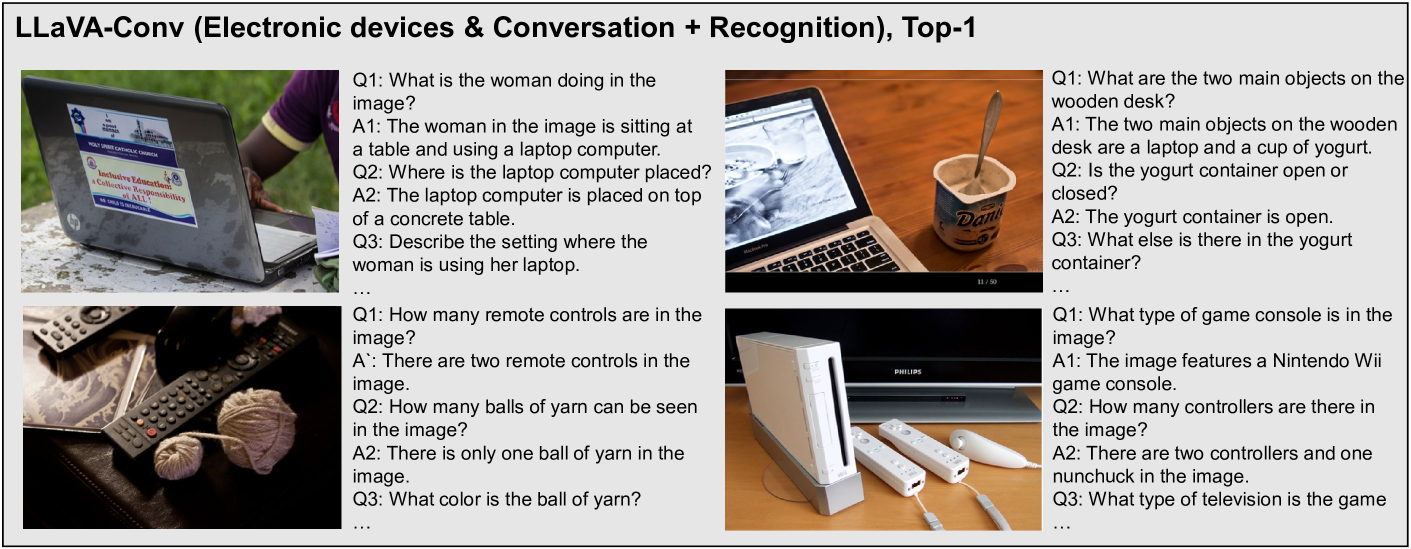 LLaVA-Conv (Electronic devices & Conversation + Recognition), Top-1
HOLY SPIRIT CATHOLIC CHURCH
Inclusive Education:
a Collective Responsibility
of ALL!
NO CHILD IS INEDUCABLE
hp
Q1: What is the woman doing in the
image?
A1: The woman in the image is sitting at
a table and using a laptop computer.
Q2: Where is the laptop computer placed?
A2: The laptop computer is placed on top
of a concrete table.
Q3: Describe the setting where the
woman is using her laptop.
…
MacBook Pro
Dani
11 / 50
Q1: What are the two main objects on the
wooden desk?
A1: The two main objects on the wooden
desk are a laptop and a cup of yogurt.
Q2: Is the yogurt container open or
closed?
A2: The yogurt container is open.
Q3: What else is there in the yogurt
container?
…
Q1: How many remote controls are in the
image?
A`: There are two remote controls in the
image.
Q2: How many balls of yarn can be seen
in the image?
A2: There is only one ball of yarn in the
image.
Q3: What color is the ball of yarn?
…
PHILIPS
Q1: What type of game console is in the
image?
A1: The image features a Nintendo Wii
game console.
Q2: How many controllers are there in
the image?
A2: There are two controllers and one
nunchuck in the image.
Q3: What type of television is the game
…